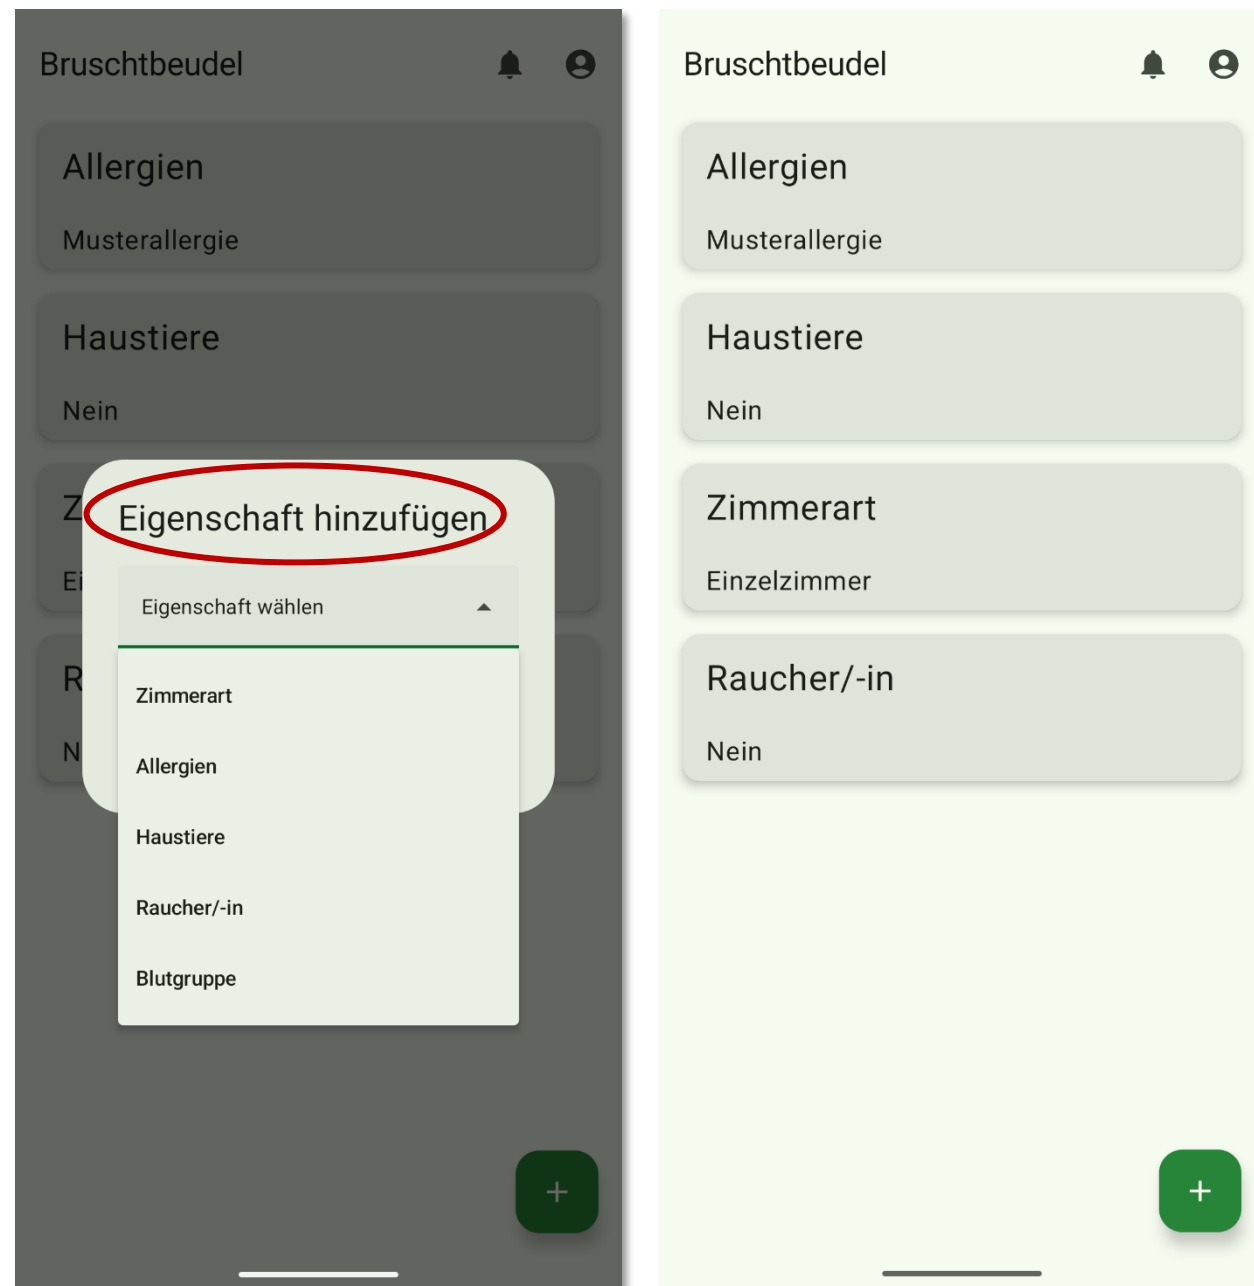 Bruschtbeudel
Allergien
Musterallergie
Haustiere
Nein
Z
Eigenschaft hinzufügen
Ei
Eigenschaft wählen
R
Zimmerart
N
Allergien
Haustiere
Raucher/-in
Blutgruppe
+
Bruschtbeudel
Allergien
Musterallergie
Haustiere
Nein
Zimmerart
Einzelzimmer
Raucher/-in
Nein
+